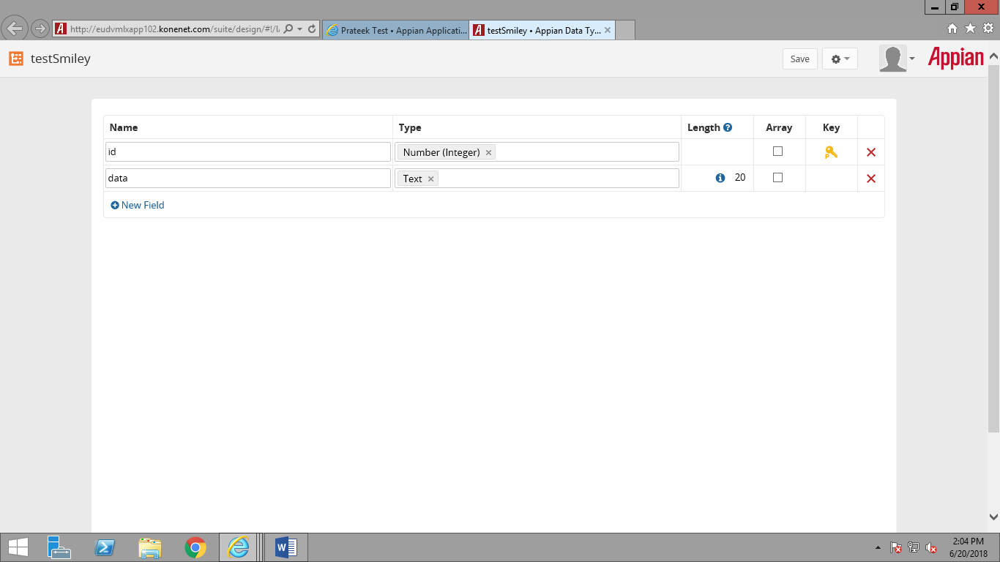 http://eudvmlxapp102.konenet.com/suite/design/#!/
Prateek Test • Appian Applicati...
testSmiley • Appian Data Ty...
testSmiley
Save
Appian
Name Type Length Array Key
id Number (Integer)
data Text 20
New Field
2:04 PM
6/20/2018